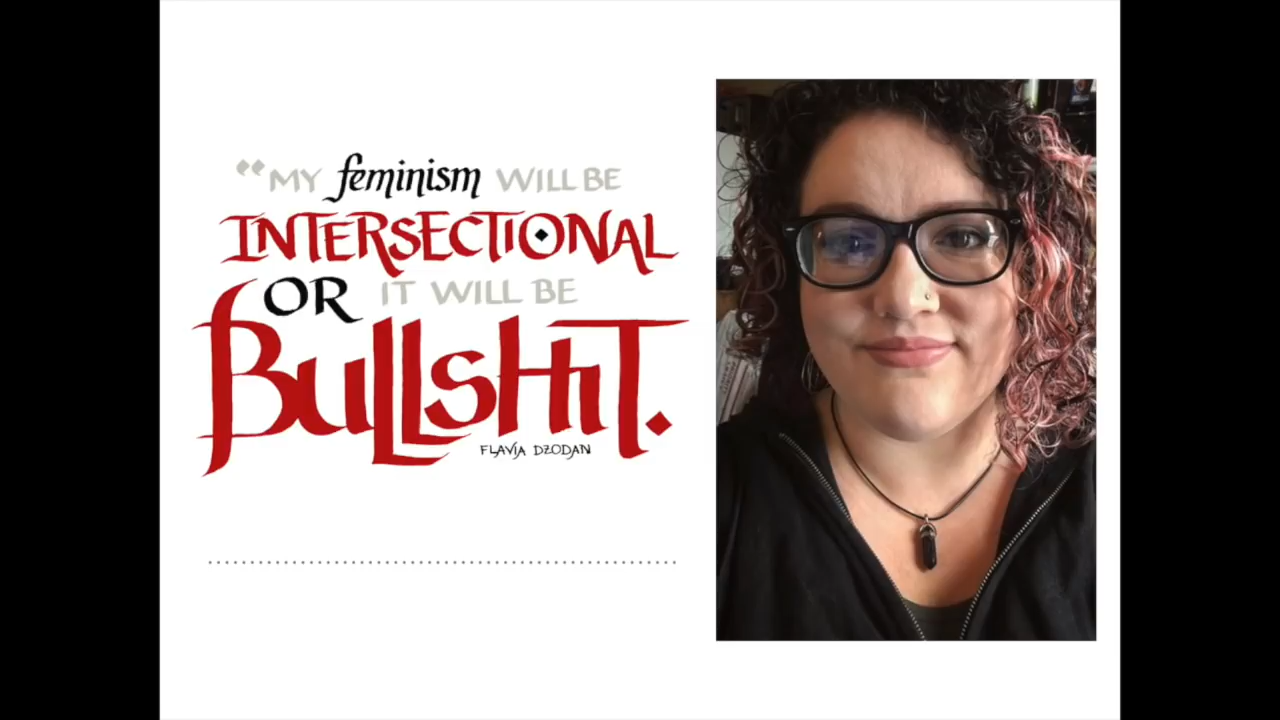 “MY feminism WILL BE
INTERSECTIONAL
OR IT WILL BE
BULLSHIT.
FLAVIA DZODAN